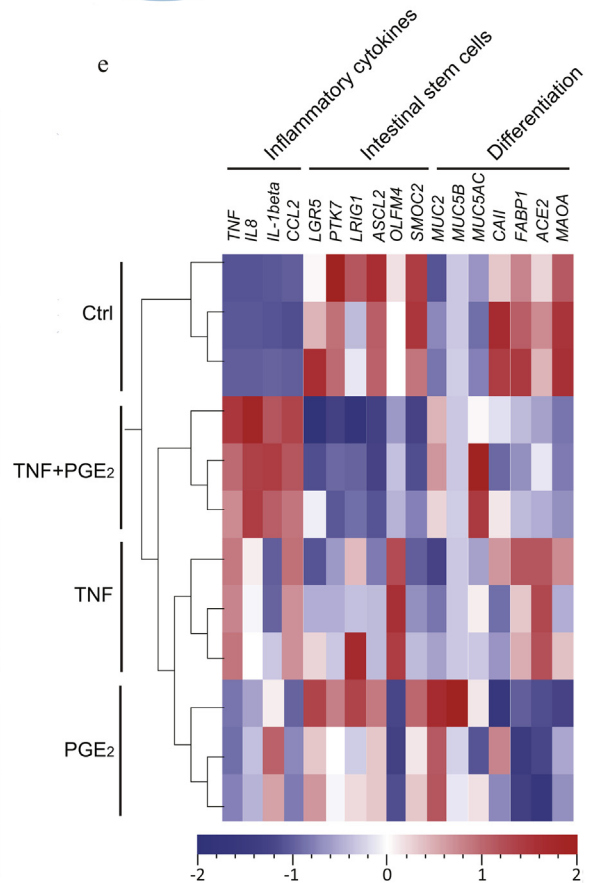 e
Inflammatory cytokines
Intestinal stem cells
Differentiation
TNF
IL8
IL-1beta
CCL2
LGR5
PTK7
LRIG1
ASCL2
OLFM4
SMOC2
MUC2
MUC5B
MUC5AC
CAII
FABP1
ACE2
MAOA
Ctrl
TNF+PGE2
TNF
PGE2
-2 -1 0 1 2